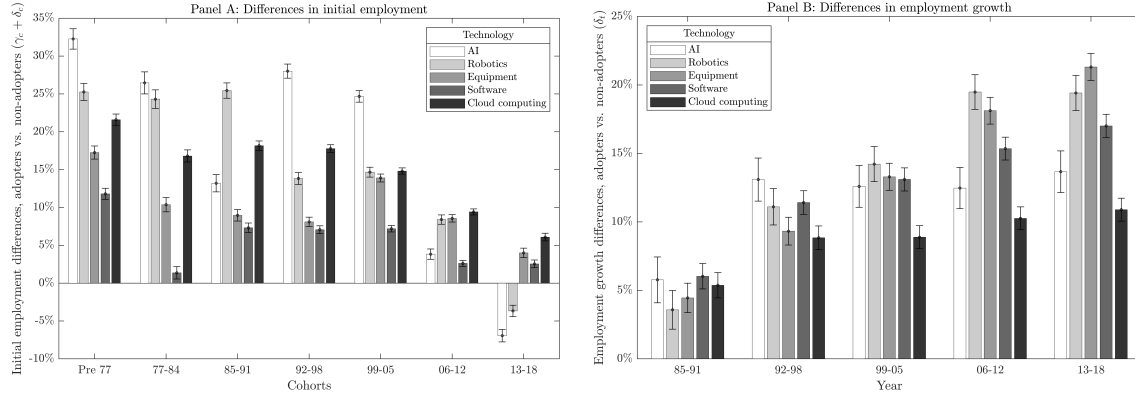 Panel A: Differences in initial employment
Initial employment differences, adopters vs. non-adopters (γc + δc)
35%
30%
25%
20%
15%
10%
5%
0%
-5%
-10%
Technology
AI
Robotics
Equipment
Software
Cloud computing
Pre 77
77-84
85-91
92-98
99-05
06-12
13-18
Cohorts
Panel B: Differences in employment growth (δt)
Employment growth differences, adopters vs. non-adopters (δt)
25%
20%
15%
10%
5%
0%
Technology
AI
Robotics
Equipment
Software
Cloud computing
85-91
92-98
99-05
06-12
13-18
Year